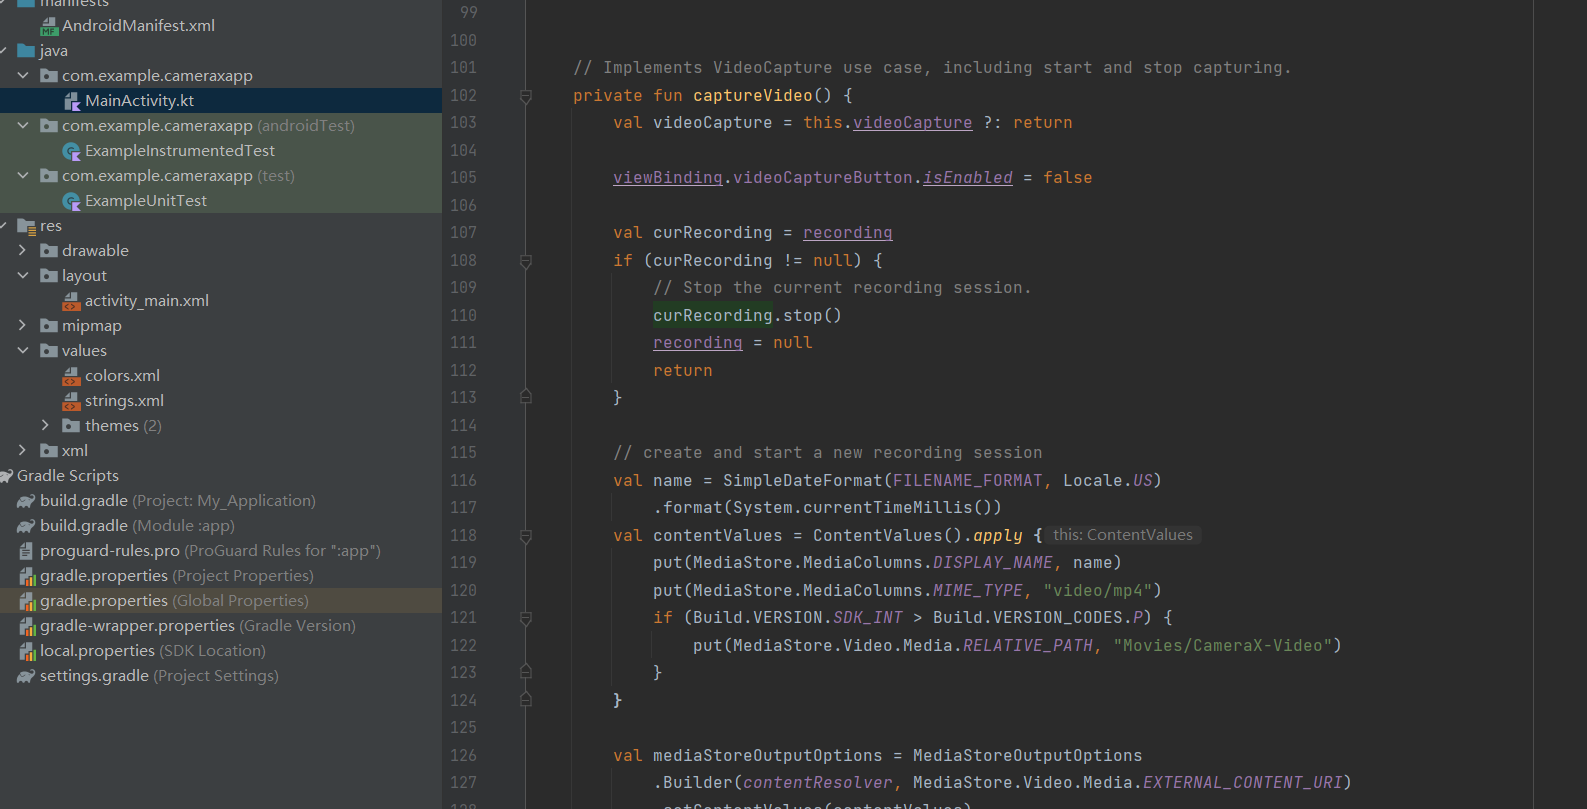 manifests
AndroidManifest.xml
java
com.example.cameraxapp
MainActivity.kt
com.example.cameraxapp (androidTest)
ExampleInstrumentedTest
com.example.cameraxapp (test)
ExampleUnitTest
res
drawable
layout
activity_main.xml
mipmap
values
colors.xml
strings.xml
themes (2)
xml
Gradle Scripts
build.gradle (Project: My_Application)
build.gradle (Module :app)
proguard-rules.pro (ProGuard Rules for ":app")
gradle.properties (Project Properties)
gradle.properties (Global Properties)
gradle-wrapper.properties (Gradle Version)
local.properties (SDK Location)
settings.gradle (Project Settings)
99
100
101 // Implements VideoCapture use case, including start and stop capturing.
102 private fun captureVideo() {
103 val videoCapture = this.videoCapture ?: return
104
105 viewBinding.videoCaptureButton.isEnabled = false
106
107 val curRecording = recording
108 if (curRecording != null) {
109 // Stop the current recording session.
110 curRecording.stop()
111 recording = null
112 return
113 }
114
115 // create and start a new recording session
116 val name = SimpleDateFormat(FILENAME_FORMAT, Locale.US)
117 .format(System.currentTimeMillis())
118 val contentValues = ContentValues().apply { this: ContentValues
119 put(MediaStore.MediaColumns.DISPLAY_NAME, name)
120 put(MediaStore.MediaColumns.MIME_TYPE, "video/mp4")
121 if (Build.VERSION.SDK_INT > Build.VERSION_CODES.P) {
122 put(MediaStore.Video.Media.RELATIVE_PATH, "Movies/CameraX-Video")
123 }
124 }
125
126 val mediaStoreOutputOptions = MediaStoreOutputOptions
127 .Builder(contentResolver, MediaStore.Video.Media.EXTERNAL_CONTENT_URI)
128 .setContentValues(contentValues)